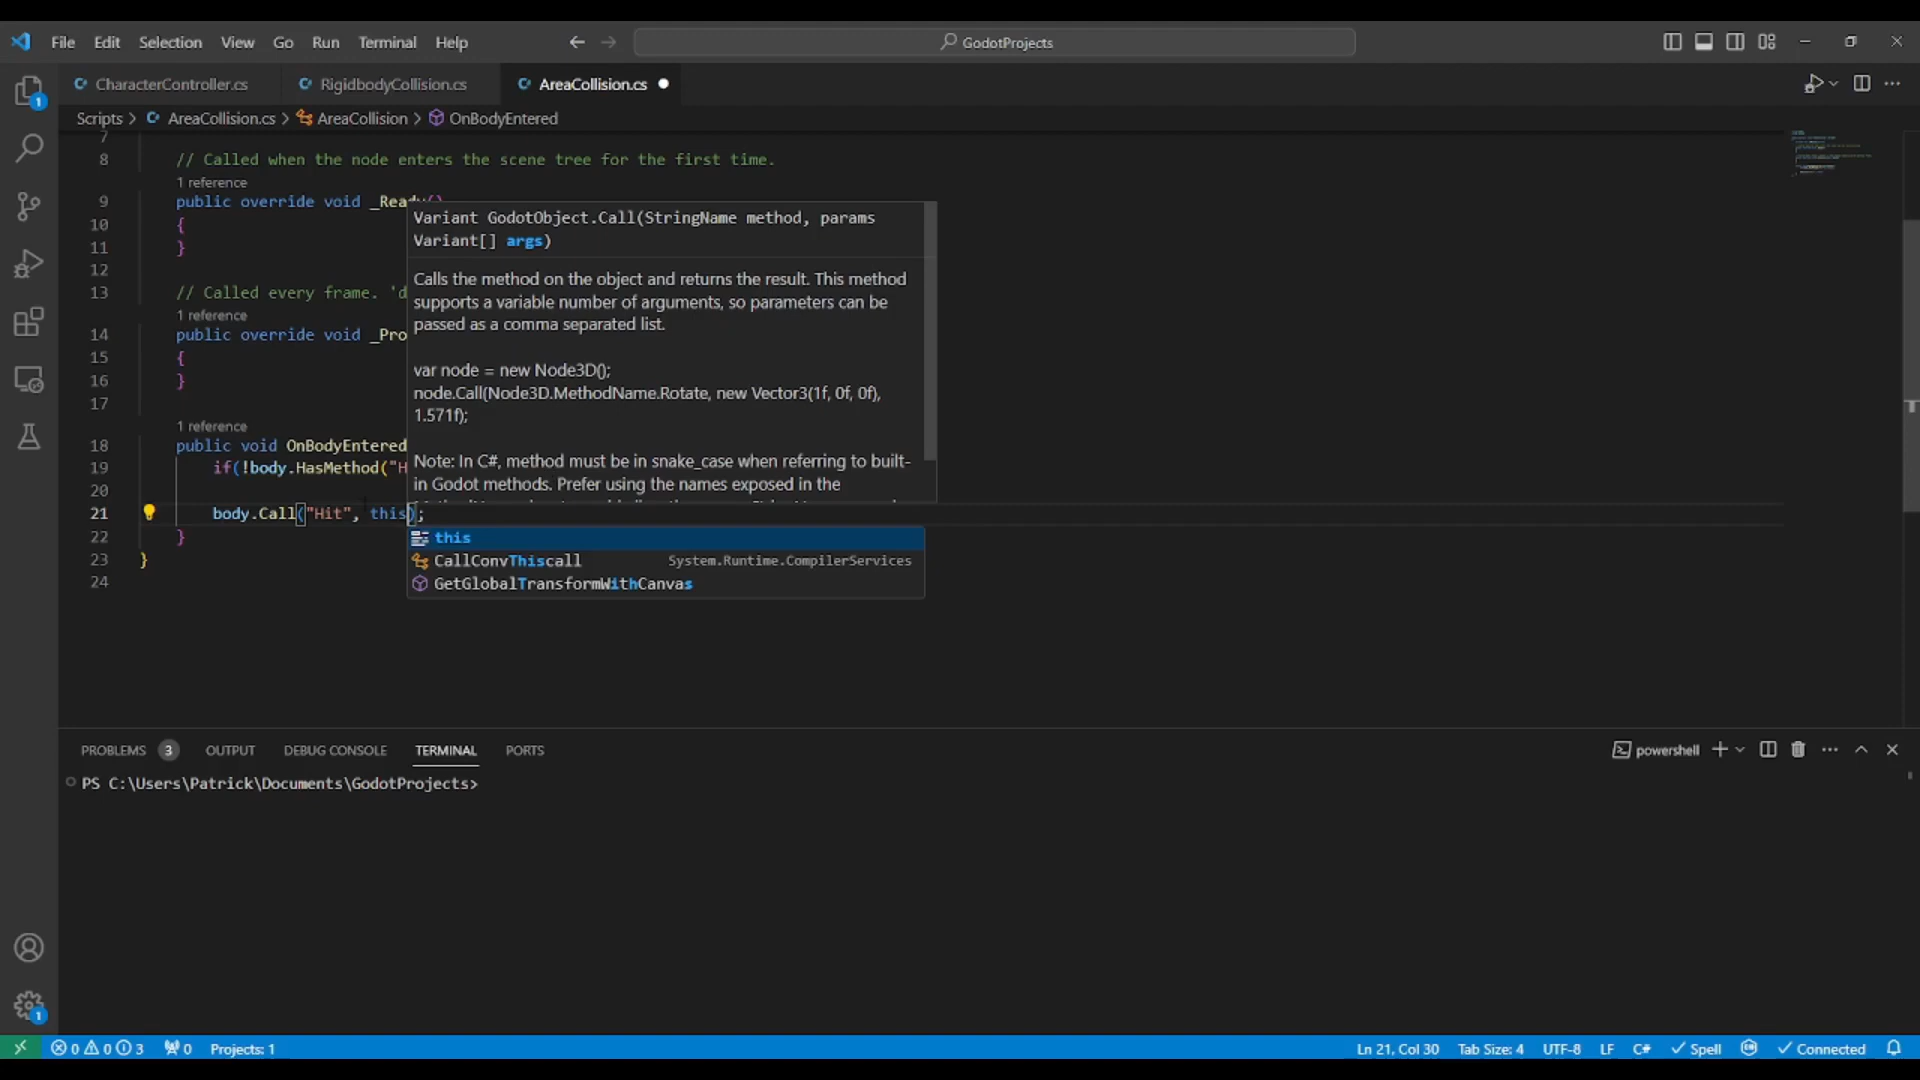 File Edit Selection View Go Run Terminal Help
GodotProjects
1
CharacterController.cs
RigidbodyCollision.cs
AreaCollision.cs
Scripts > AreaCollision.cs > AreaCollision > OnBodyEntered
7
8 // Called when the node enters the scene tree for the first time.
1 reference
9 public override void _Ready()
10 {
11 }
12
13 // Called every frame. 'd
1 reference
14 public override void _Pro
15 {
16 }
17
1 reference
18 public void OnBodyEntered
19 if(!body.HasMethod("H
20
21 body.Call("Hit", this);
22 }
23 }
24
Variant GodotObject.Call(StringName method, params
Variant[] args)
Calls the method on the object and returns the result. This method
supports a variable number of arguments, so parameters can be
passed as a comma separated list.
var node = new Node3D();
node.Call(Node3D.MethodName.Rotate, new Vector3(1f, 0f, 0f),
1.571f);
Note: In C#, method must be in snake_case when referring to built-
in Godot methods. Prefer using the names exposed in the
this
CallConvThiscall System.Runtime.CompilerServices
GetGlobalTransformWithCanvas
PROBLEMS 3 OUTPUT DEBUG CONSOLE TERMINAL PORTS
powershell
PS C:\Users\Patrick\Documents\GodotProjects>
1
0 0 3 0 Projects: 1
Ln 21, Col 30 Tab Size: 4 UTF-8 LF C# Spell Connected